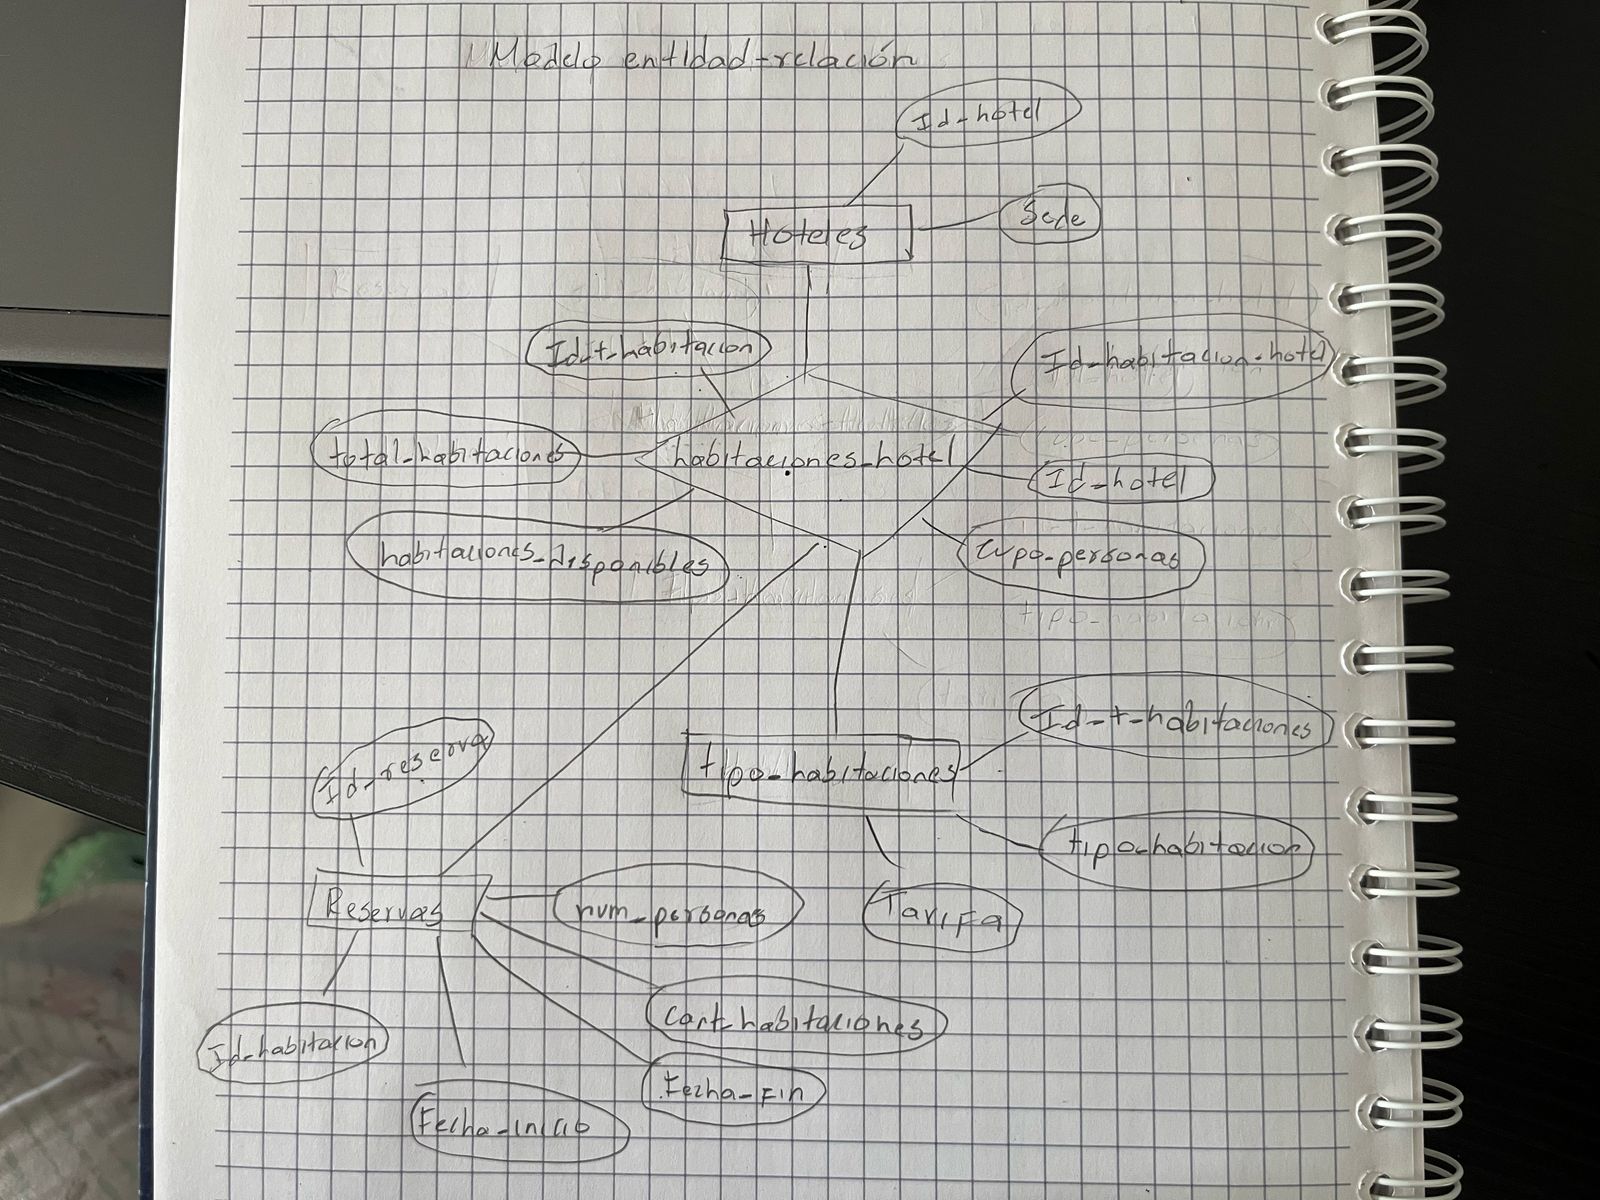 Modelo entidad-relación
Id-hotel
Hoteles
Sede
Id-t-habitacion
Id-habitacion-hotel
total-habitaciones
habitaciones-hotel
Id-hotel
habitaciones-disponibles
cupo-personas
Id-reserva
tipo-habitaciones
Id-t-habitaciones
tipo-habitacion
Tarifa
Reservas
num-personas
cant-habitaciones
Id-habitacion
Fecha-Fin
Fecha-inicio